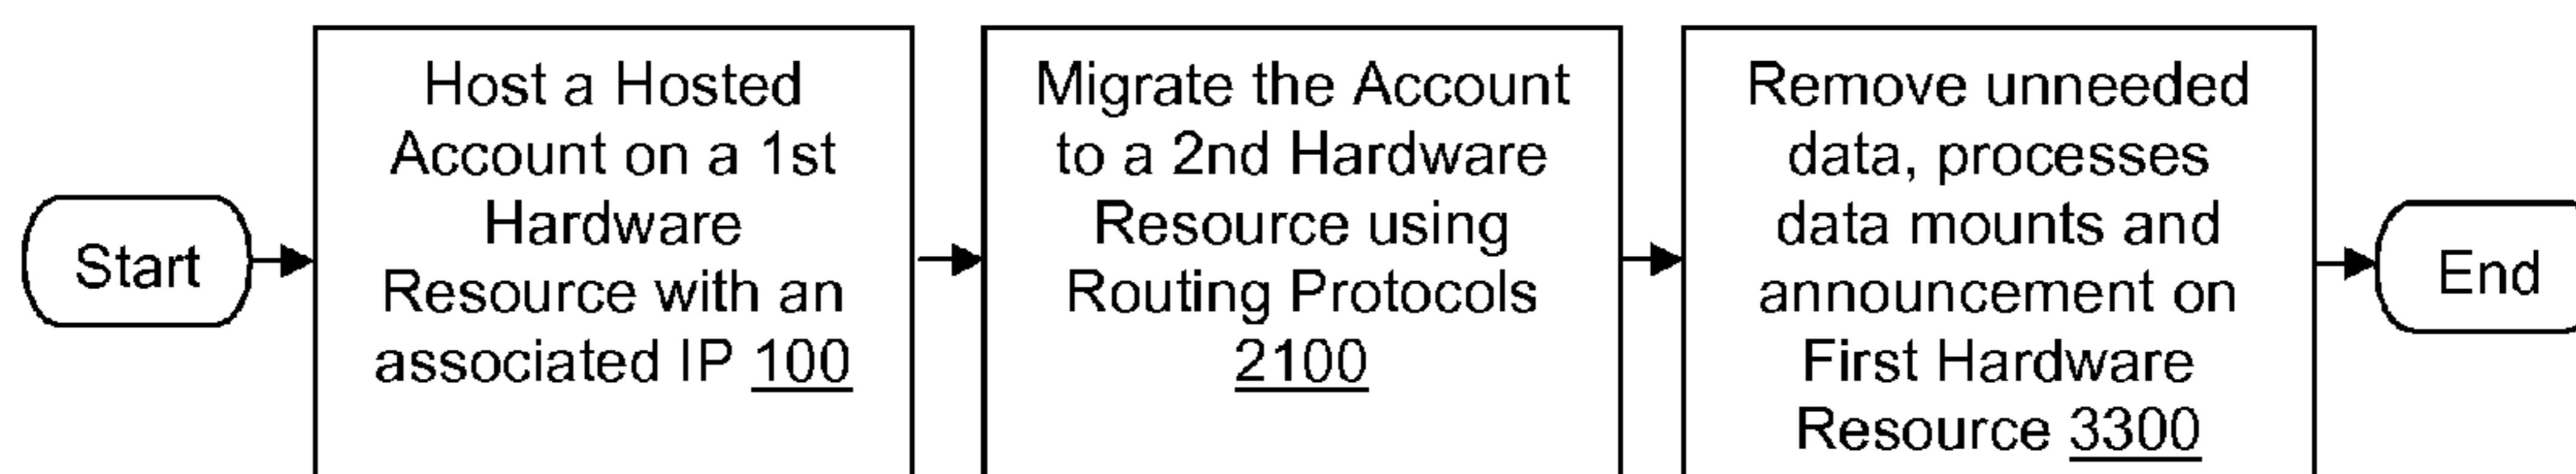 Start
Host a Hosted
Account on a 1st
Hardware
Resource with an
associated IP 100
Migrate the Account
to a 2nd Hardware
Resource using
Routing Protocols
2100
Remove unneeded
data, processes
data mounts and
announcement on
First Hardware
Resource 3300
End